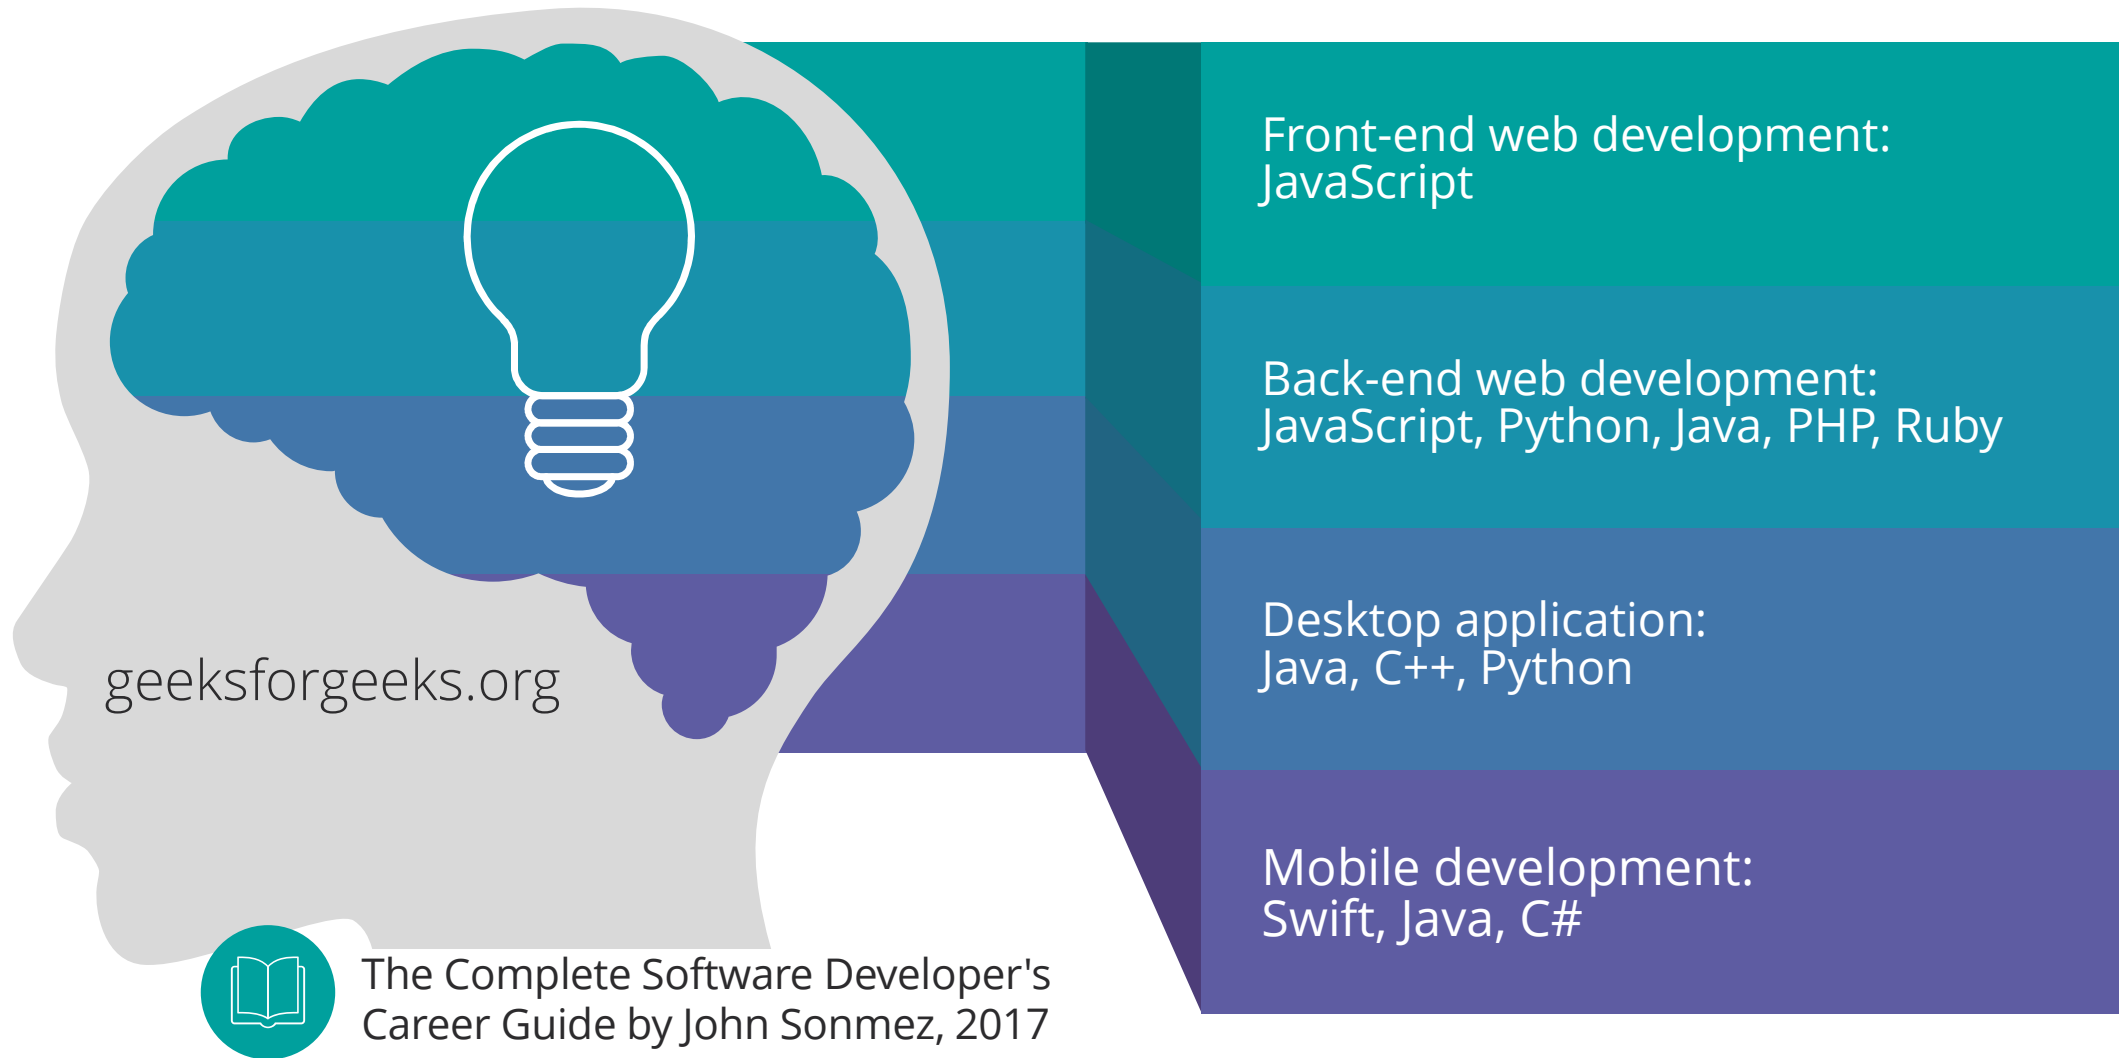 Front-end web development:
JavaScript
Back-end web development:
JavaScript, Python, Java, PHP, Ruby
Desktop application:
Java, C++, Python
Mobile development:
Swift, Java, C#
geeksforgeeks.org
The Complete Software Developer's
Career Guide by John Sonmez, 2017